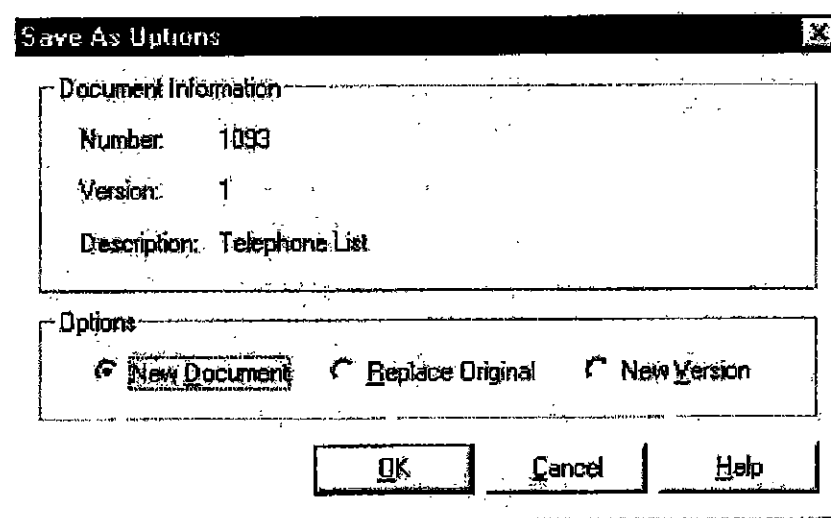 Save As Options
Document Information
Number: 1093
Version: 1
Description: Telephone List
Options
New Document Replace Original New Version
OK Cancel Help